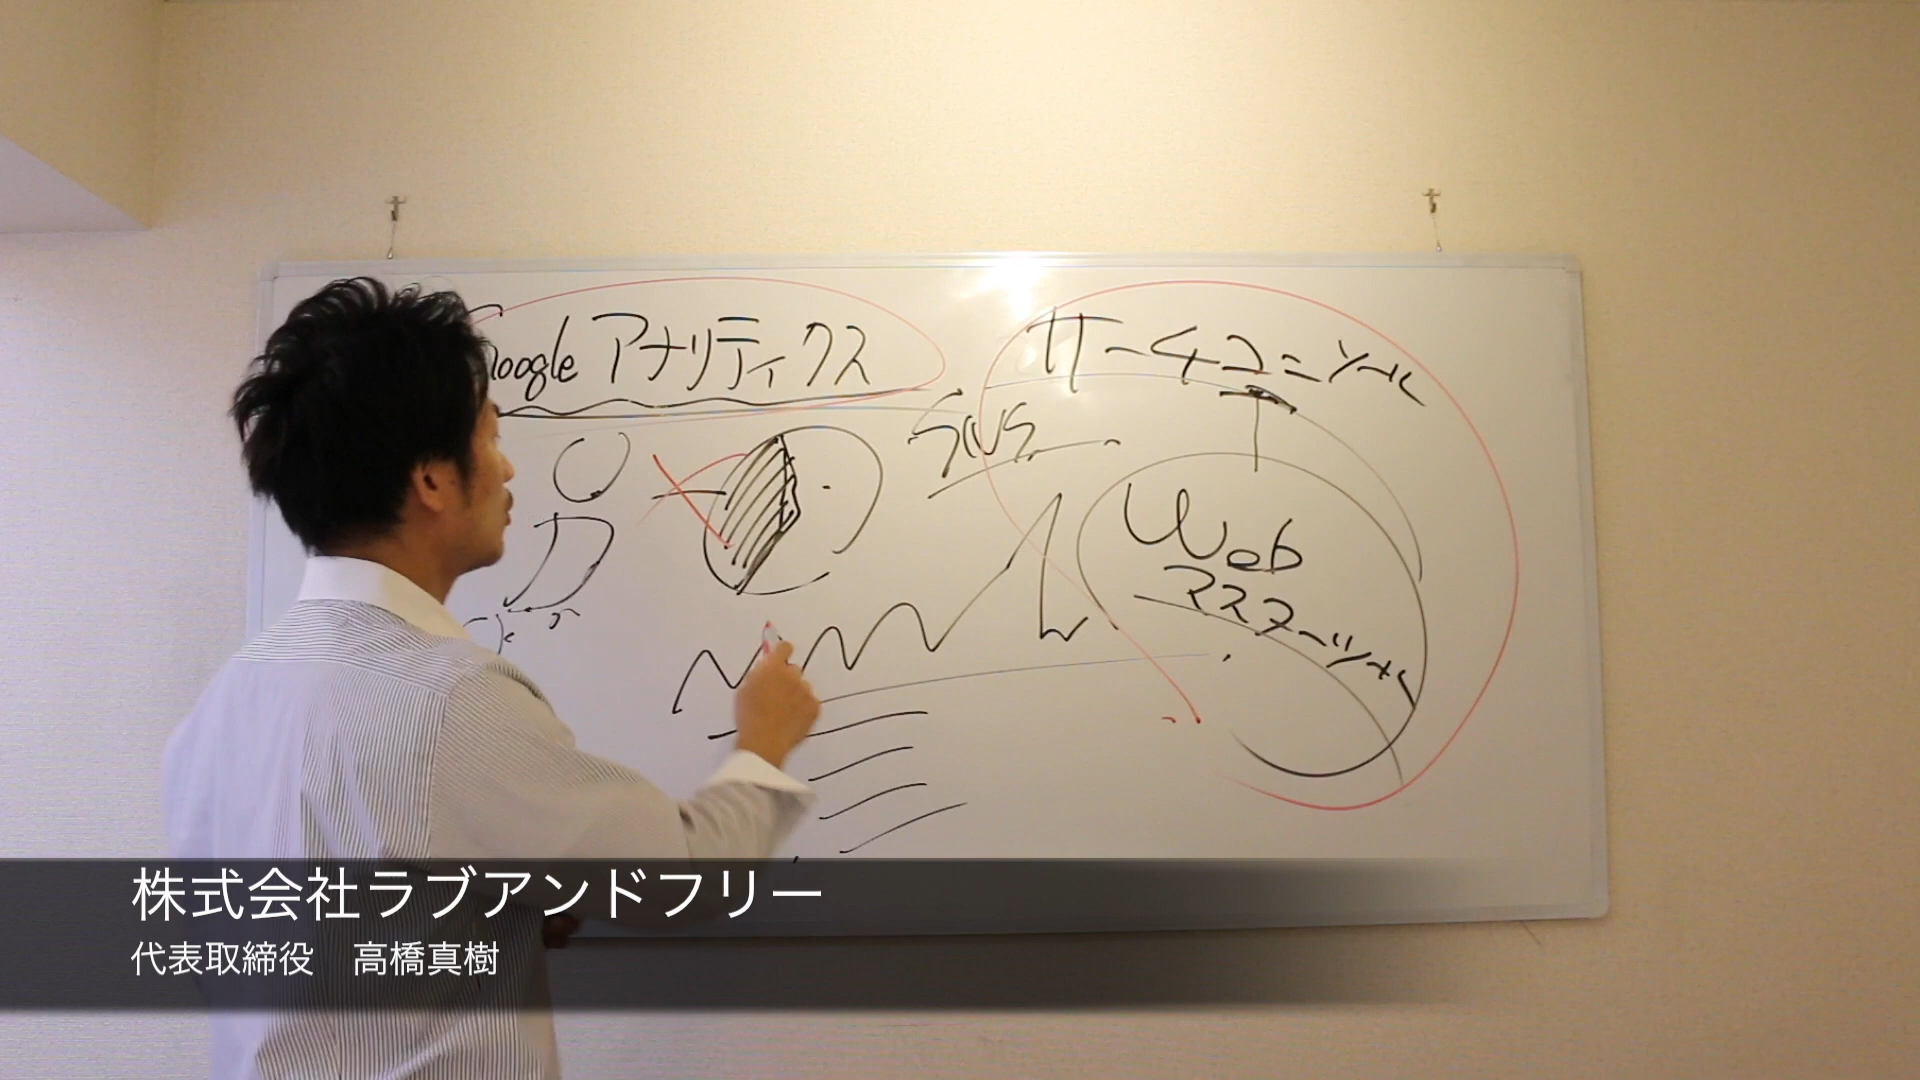 Google アナリティクス
サーチコンソール
SNS
Web
マスターツール
株式会社ラブアンドフリー
代表取締役　高橋真樹